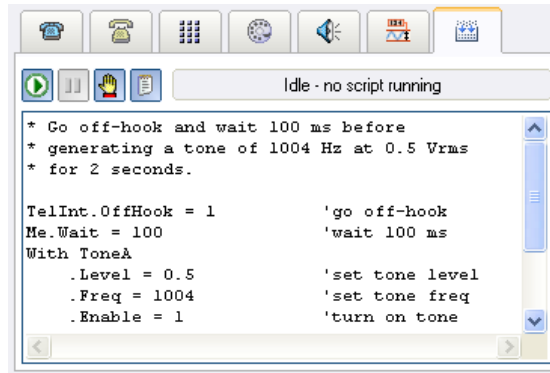 Idle - no script running
* Go off-hook and wait 100 ms before
* generating a tone of 1004 Hz at 0.5 Vrms
* for 2 seconds.
TelInt.OffHook = 1 'go off-hook
Me.Wait = 100 'wait 100 ms
With ToneA
.Level = 0.5 'set tone level
.Freq = 1004 'set tone freq
.Enable = 1 'turn on tone